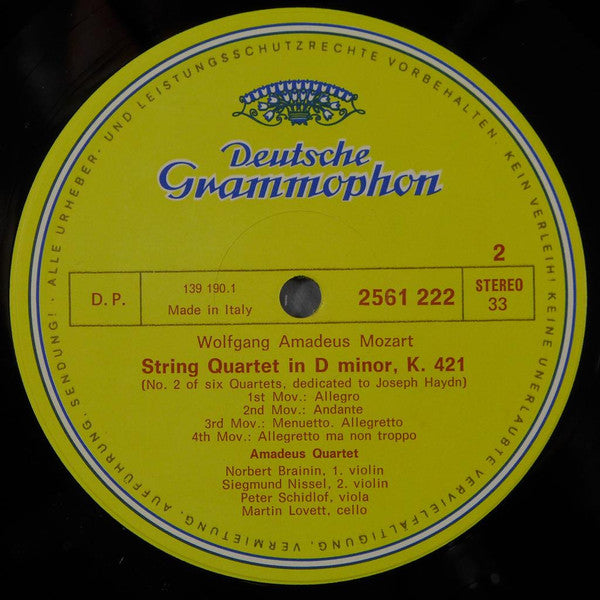 ALLE URHEBER- UND LEISTUNGSSCHUTZRECHTE VORBEHALTEN. KEIN VERLEIH! KEINE UNERLAUBTE VERVIELFÄLTIGUNG, VERMIETUNG, AUFFÜHRUNG, SENDUNG! ·
Deutsche
Grammophon
2
D. P.
139 190.1
Made in Italy
2561 222
STEREO
33
Wolfgang Amadeus Mozart
String Quartet in D minor, K. 421
(No. 2 of six Quartets, dedicated to Joseph Haydn)
1st Mov.: Allegro
2nd Mov.: Andante
3rd Mov.: Menuetto. Allegretto
4th Mov.: Allegretto ma non troppo
Amadeus Quartet
Norbert Brainin, 1. violin
Siegmund Nissel, 2. violin
Peter Schidlof, viola
Martin Lovett, cello